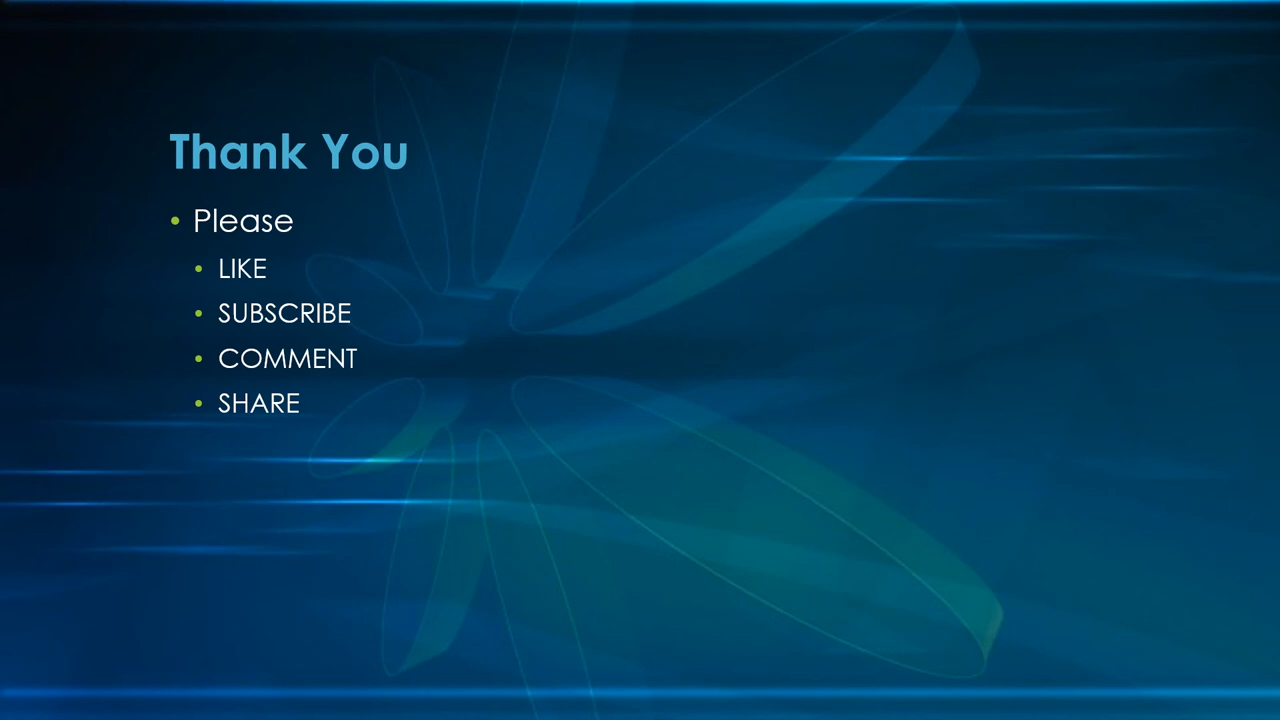 Thank You
• Please
• LIKE
• SUBSCRIBE
• COMMENT
• SHARE